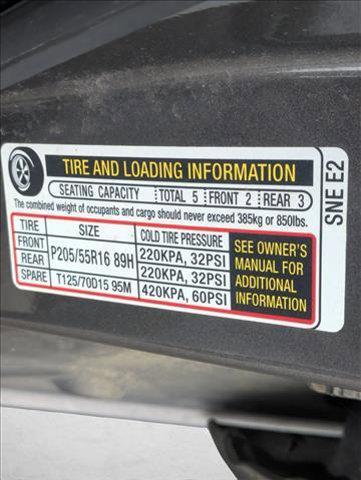 TIRE AND LOADING INFORMATION
SEATING CAPACITY TOTAL 5 FRONT 2 REAR 3
The combined weight of occupants and cargo should never exceed 385kg or 850lbs.
TIRE SIZE COLD TIRE PRESSURE
FRONT P205/55R16 89H 220KPA, 32PSI
REAR 220KPA, 32PSI
SPARE T125/70D15 95M 420KPA, 60PSI
SEE OWNER'S
MANUAL FOR
ADDITIONAL
INFORMATION
SNE E2